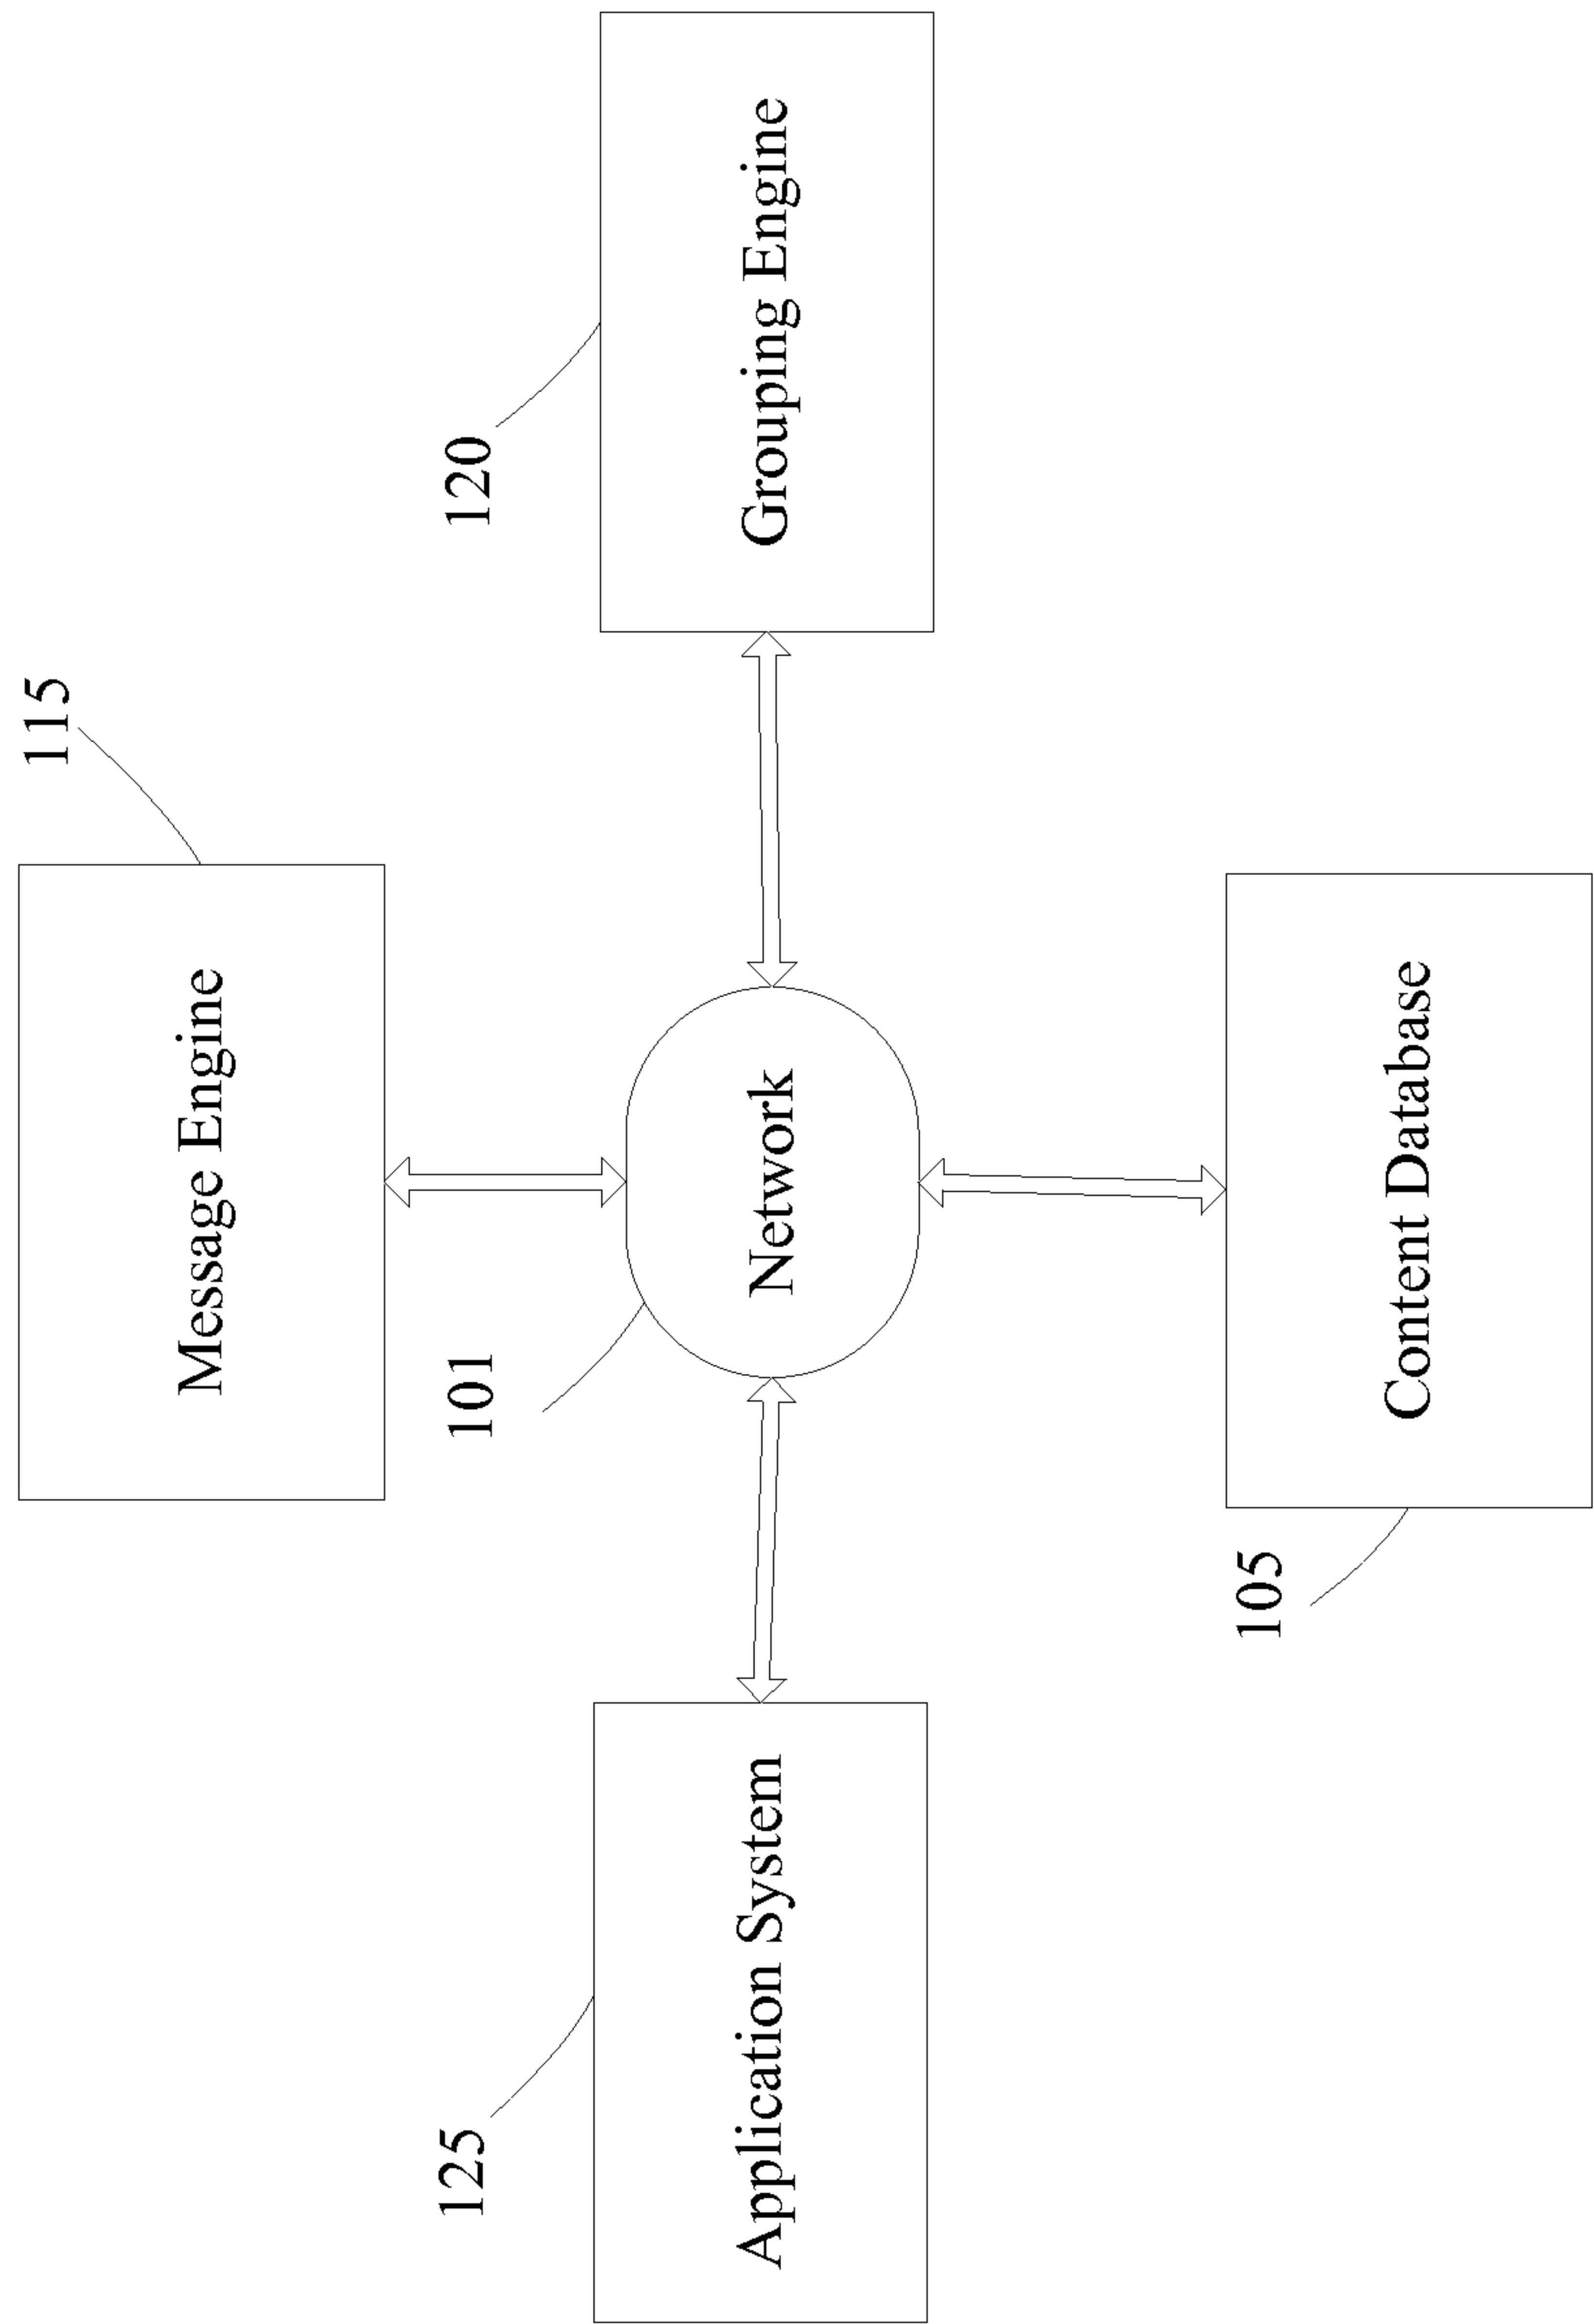 115
Message Engine
101
125
120
Application System
Network
Grouping Engine
105
Content Database